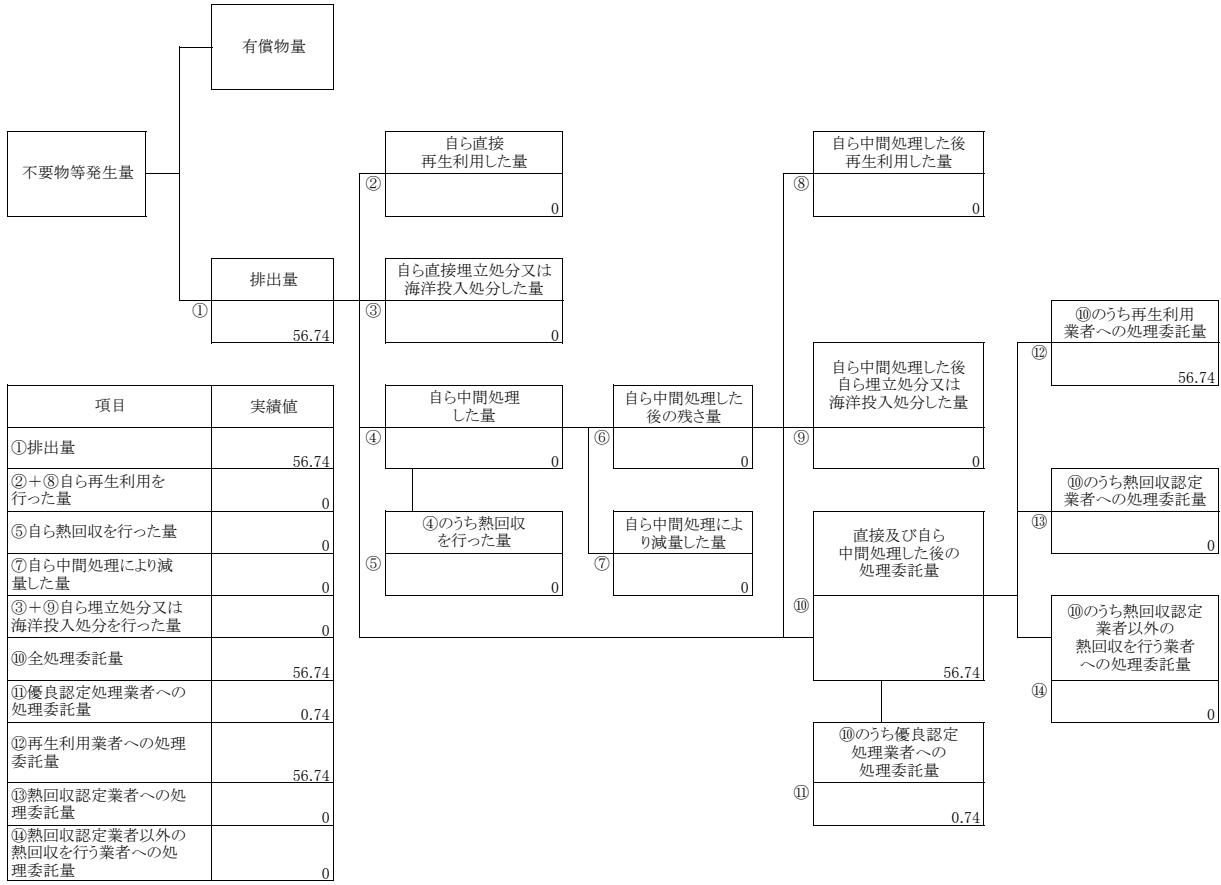 有償物量
不要物等発生量
排出量
①
56.74
自ら直接
再生利用した量
②
0
自ら直接埋立処分又は
海洋投入処分した量
③
0
自ら中間処理
した量
④
0
④のうち熱回収
を行った量
⑤
0
自ら中間処理した
後の残さ量
⑥
0
自ら中間処理によ
り減量した量
⑦
0
自ら中間処理した後
再生利用した量
⑧
0
自ら中間処理した後
自ら埋立処分又は
海洋投入処分した量
⑨
0
直接及び自ら
中間処理した後の
処理委託量
⑩
56.74
⑩のうち優良認定
処理業者への
処理委託量
⑪
0.74
⑩のうち再生利用
業者への処理委託量
⑫
56.74
⑩のうち熱回収認定
業者への処理委託量
⑬
0
⑩のうち熱回収認定
業者以外の
熱回収を行う業者
への処理委託量
⑭
0
項目 実績値
①排出量
56.74
②＋⑧自ら再生利用を
行った量
0
⑤自ら熱回収を行った量
0
⑦自ら中間処理により減
量した量
0
③＋⑨自ら埋立処分又は
海洋投入処分を行った量
0
⑩全処理委託量
56.74
⑪優良認定処理業者への
処理委託量
0.74
⑫再生利用業者への処理
委託量
56.74
⑬熱回収認定業者への処
理委託量
0
⑭熱回収認定業者以外の
熱回収を行う業者への処
理委託量
0